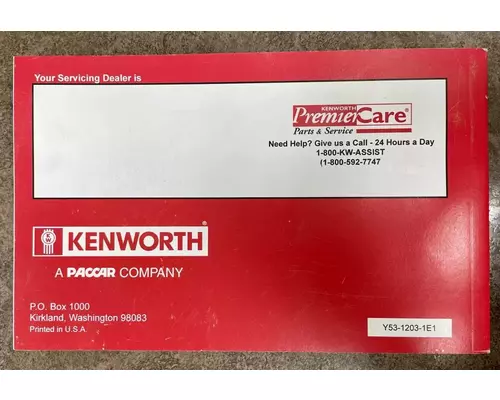 Your Servicing Dealer is
KENWORTH
PremierCare®
Parts & Service
Need Help? Give us a Call - 24 Hours a Day
1-800-KW-ASSIST
(1-800-592-7747
KW
KENWORTH®
A PACCAR COMPANY
P.O. Box 1000
Kirkland, Washington 98083
Printed in U.S.A.
Y53-1203-1E1